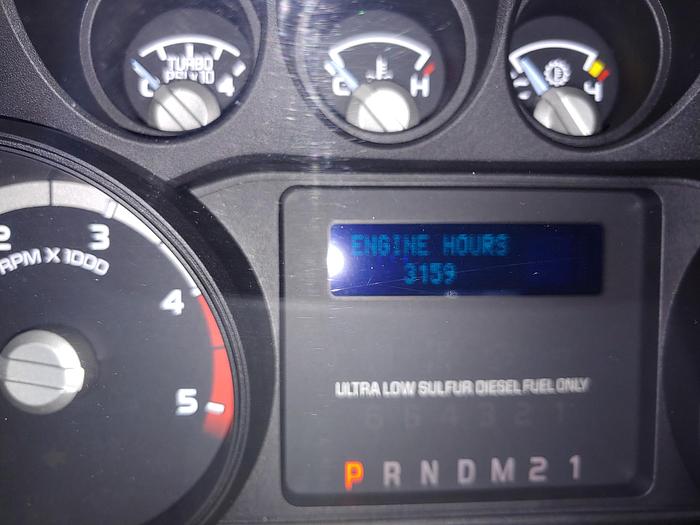 TURBO
PSI X 10
0 4
C H
4
2 3 4 5
RPM X 1000
ENGINE HOURS
3159
ULTRA LOW SULFUR DIESEL FUEL ONLY
P R N D M 2 1